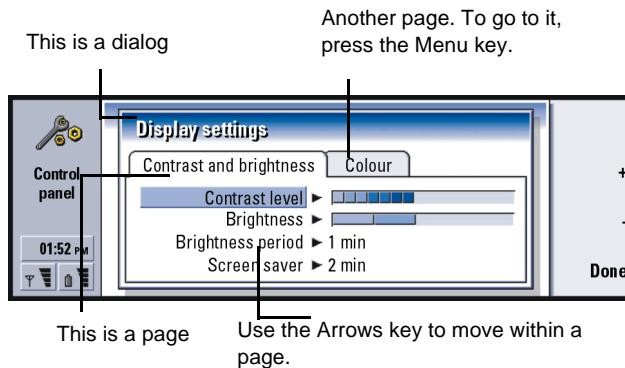 Another page. To go to it,
press the Menu key.
This is a dialog
Display settings
Control
panel
Contrast and brightness
Colour
Contrast level
Brightness
Brightness period 1 min
Screen saver 2 min
01:52 PM
+
-
Done
This is a page
Use the Arrows key to move within a
page.